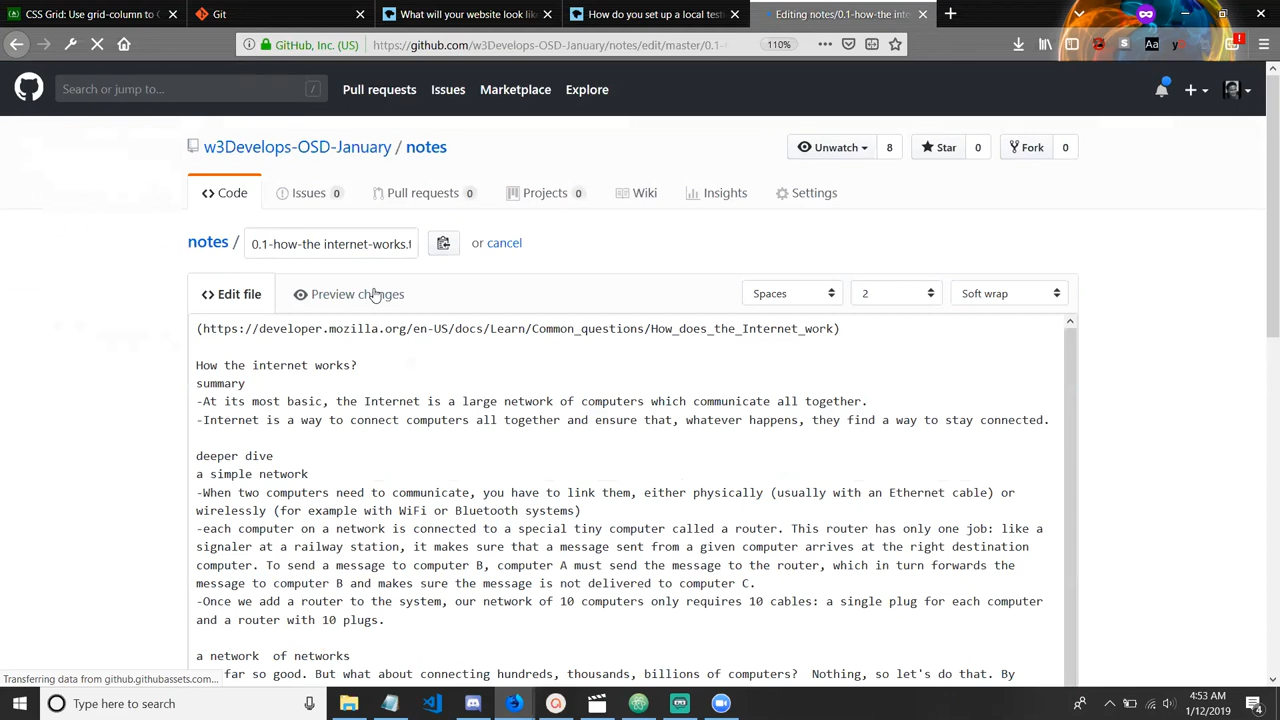 CSS Grid: Use grid-column to C
Git
What will your website look lik
How do you set up a local test
Editing notes/0.1-how-the inte
GitHub, Inc. (US)
https://github.com/w3Develops-OSD-January/notes/edit/master/0.1-
110%
Search or jump to...
/
Pull requests
Issues
Marketplace
Explore
w3Develops-OSD-January / notes
Unwatch
8
Star
0
Fork
0
<> Code
Issues 0
Pull requests 0
Projects 0
Wiki
Insights
Settings
notes / 0.1-how-the internet-works.t or cancel
<> Edit file
Preview changes
Spaces
2
Soft wrap
(https://developer.mozilla.org/en-US/docs/Learn/Common_questions/How_does_the_Internet_work)
How the internet works?
summary
-At its most basic, the Internet is a large network of computers which communicate all together.
-Internet is a way to connect computers all together and ensure that, whatever happens, they find a way to stay connected.
deeper dive
a simple network
-When two computers need to communicate, you have to link them, either physically (usually with an Ethernet cable) or
wirelessly (for example with WiFi or Bluetooth systems)
-each computer on a network is connected to a special tiny computer called a router. This router has only one job: like a
signaler at a railway station, it makes sure that a message sent from a given computer arrives at the right destination
computer. To send a message to computer B, computer A must send the message to the router, which in turn forwards the
message to computer B and makes sure the message is not delivered to computer C.
-Once we add a router to the system, our network of 10 computers only requires 10 cables: a single plug for each computer
and a router with 10 plugs.
a network  of networks
far so good. But what about connecting hundreds, thousands, billions of computers?  Nothing, so let's do that. By
Transferring data from github.githubassets.com...
Type here to search
4:53 AM
1/12/2019